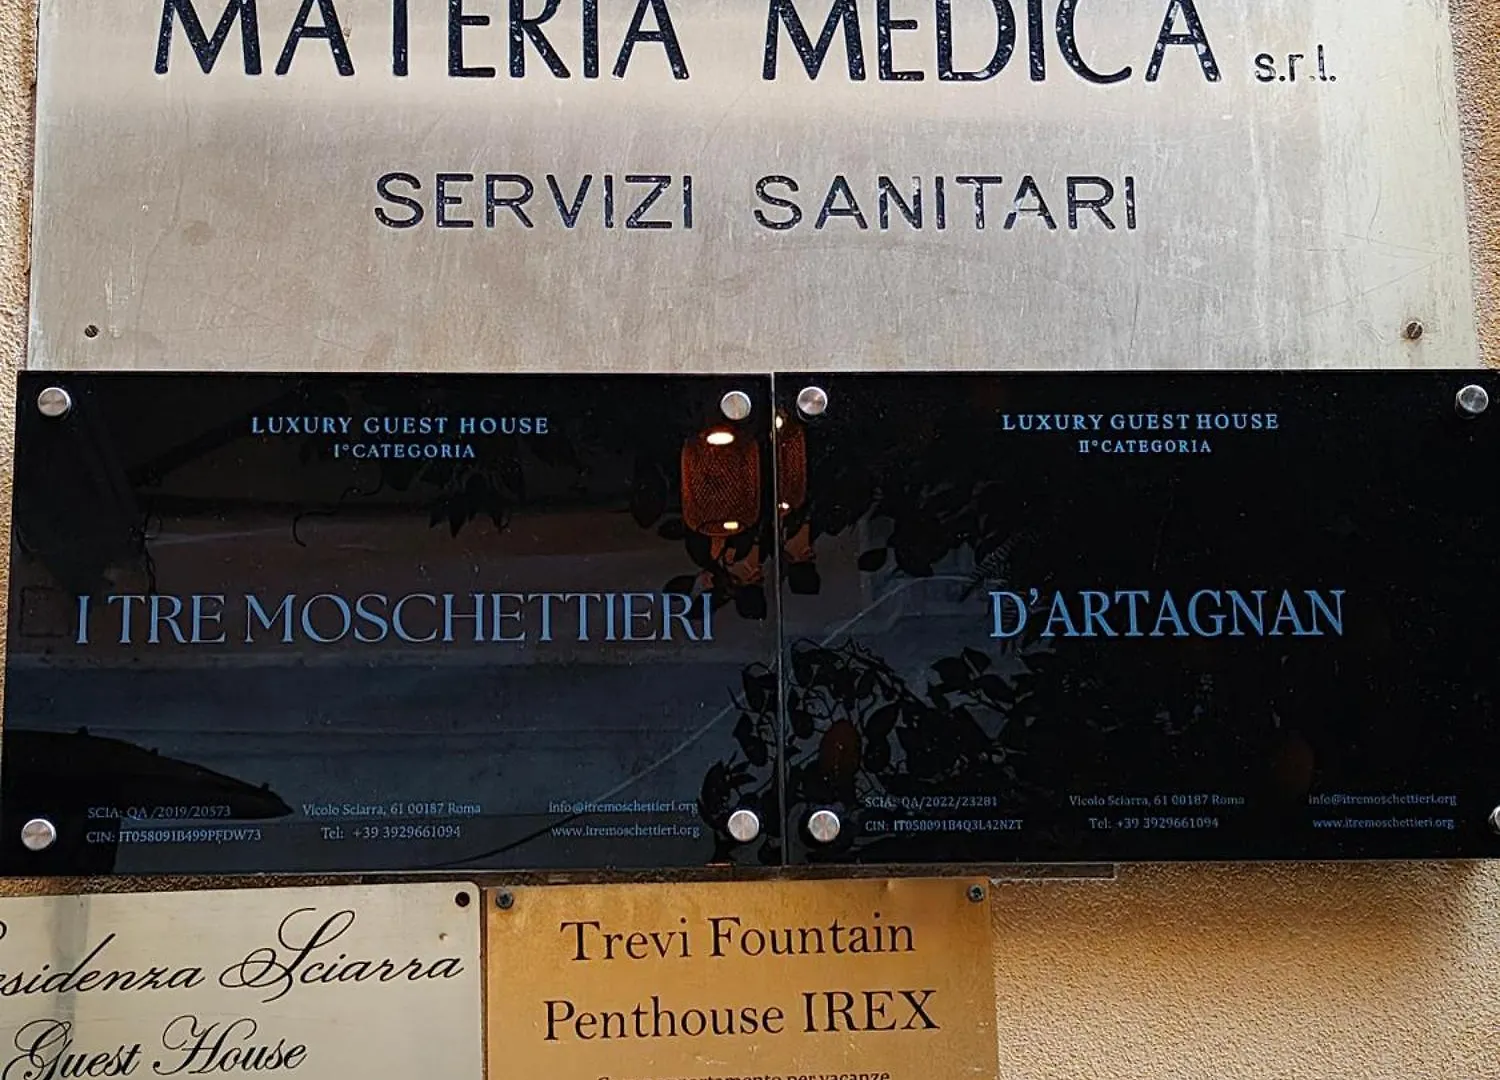 MATERIA MEDICA s.r.l.
SERVIZI SANITARI
LUXURY GUEST HOUSE
I° CATEGORIA
I TRE MOSCHETTIERI
SCIA: QA /2019/20573
CIN: IT058091B499PFDW73
Vicolo Sciarra, 61 00187 Roma
Tel: +39 3929661094
info@itremoschettieri.org
www.itremoschettieri.org
LUXURY GUEST HOUSE
II° CATEGORIA
D'ARTAGNAN
SCIA: QA/2022/23281
CIN: IT058091B4Q3L42NZT
Vicolo Sciarra, 61 00187 Roma
Tel: +39 3929661094
info@itremoschettieri.org
www.itremoschettieri.org
esidenza Sciarra
Guest House
Trevi Fountain
Penthouse IREX
per vacanze